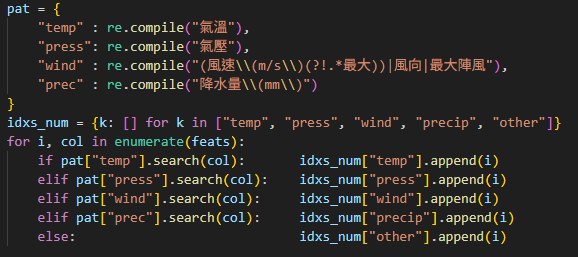 pat = {
    "temp" : re.compile("氣溫"),
    "press": re.compile("氣壓"),
    "wind" : re.compile("(風速\\(m/s\\)(?!.*最大))|風向|最大陣風"),
    "prec" : re.compile("降水量\\(mm\\)")
}
idxs_num = {k: [] for k in ["temp", "press", "wind", "precip", "other"]}
for i, col in enumerate(feats):
    if pat["temp"].search(col):      idxs_num["temp"].append(i)
    elif pat["press"].search(col):   idxs_num["press"].append(i)
    elif pat["wind"].search(col):    idxs_num["wind"].append(i)
    elif pat["prec"].search(col):    idxs_num["precip"].append(i)
    else:                            idxs_num["other"].append(i)